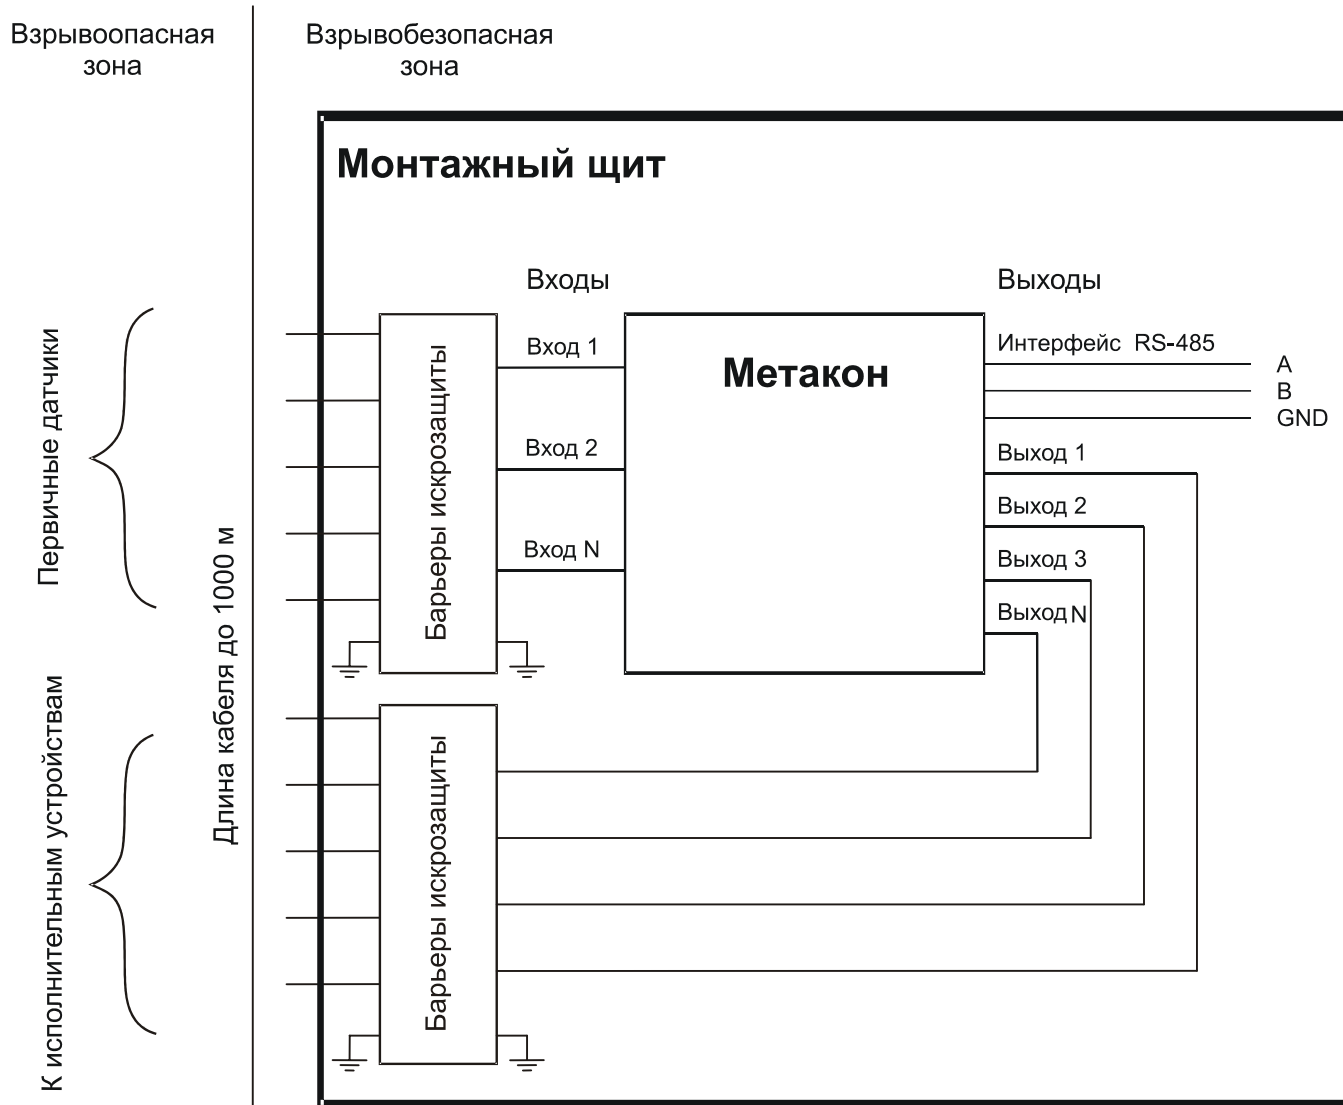 Взрывоопасная
зона
Взрывобезопасная
зона
Монтажный щит
Входы
Выходы
Первичные датчики
Барьеры искрозащиты
Вход 1
Вход 2
Вход N
Метакон
Интерфейс RS-485
A
B
GND
Выход 1
Выход 2
Выход 3
Выход N
Длина кабеля до 1000 м
К исполнительным устройствам
Барьеры искрозащиты